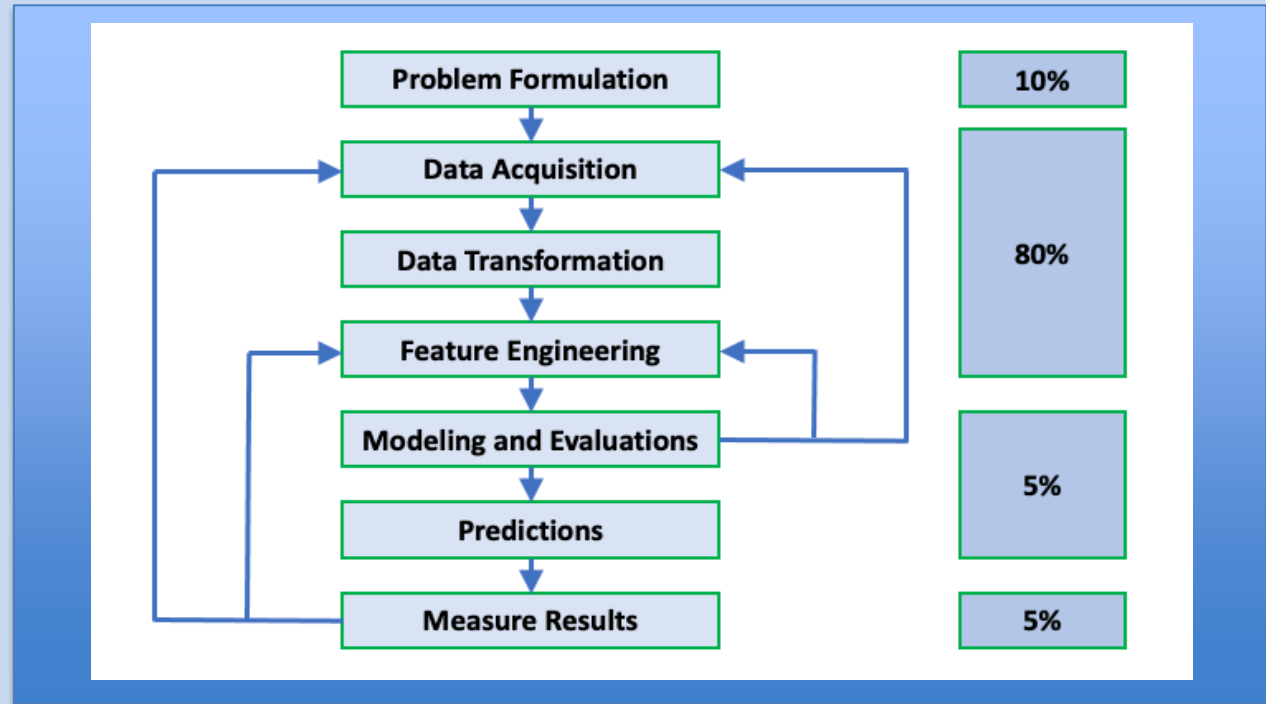 Problem Formulation
10%
Data Acquisition
Data Transformation
80%
Feature Engineering
Modeling and Evaluations
5%
Predictions
Measure Results
5%